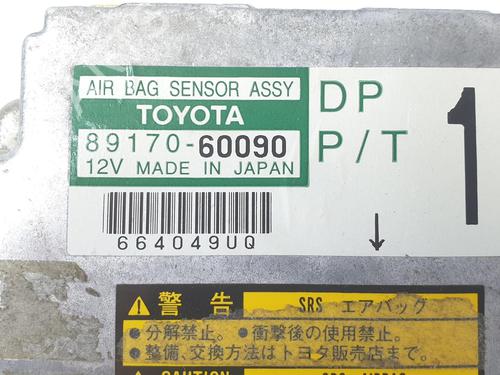 AIR BAG SENSOR ASSY
TOYOTA
89170-60090
12V MADE IN JAPAN
DP
P/T
1
664049UQ
警告
SRS エアバッグ
●分解禁止。●衝撃後の使用禁止。
●整備、交換方法はトヨタ販売店まで。